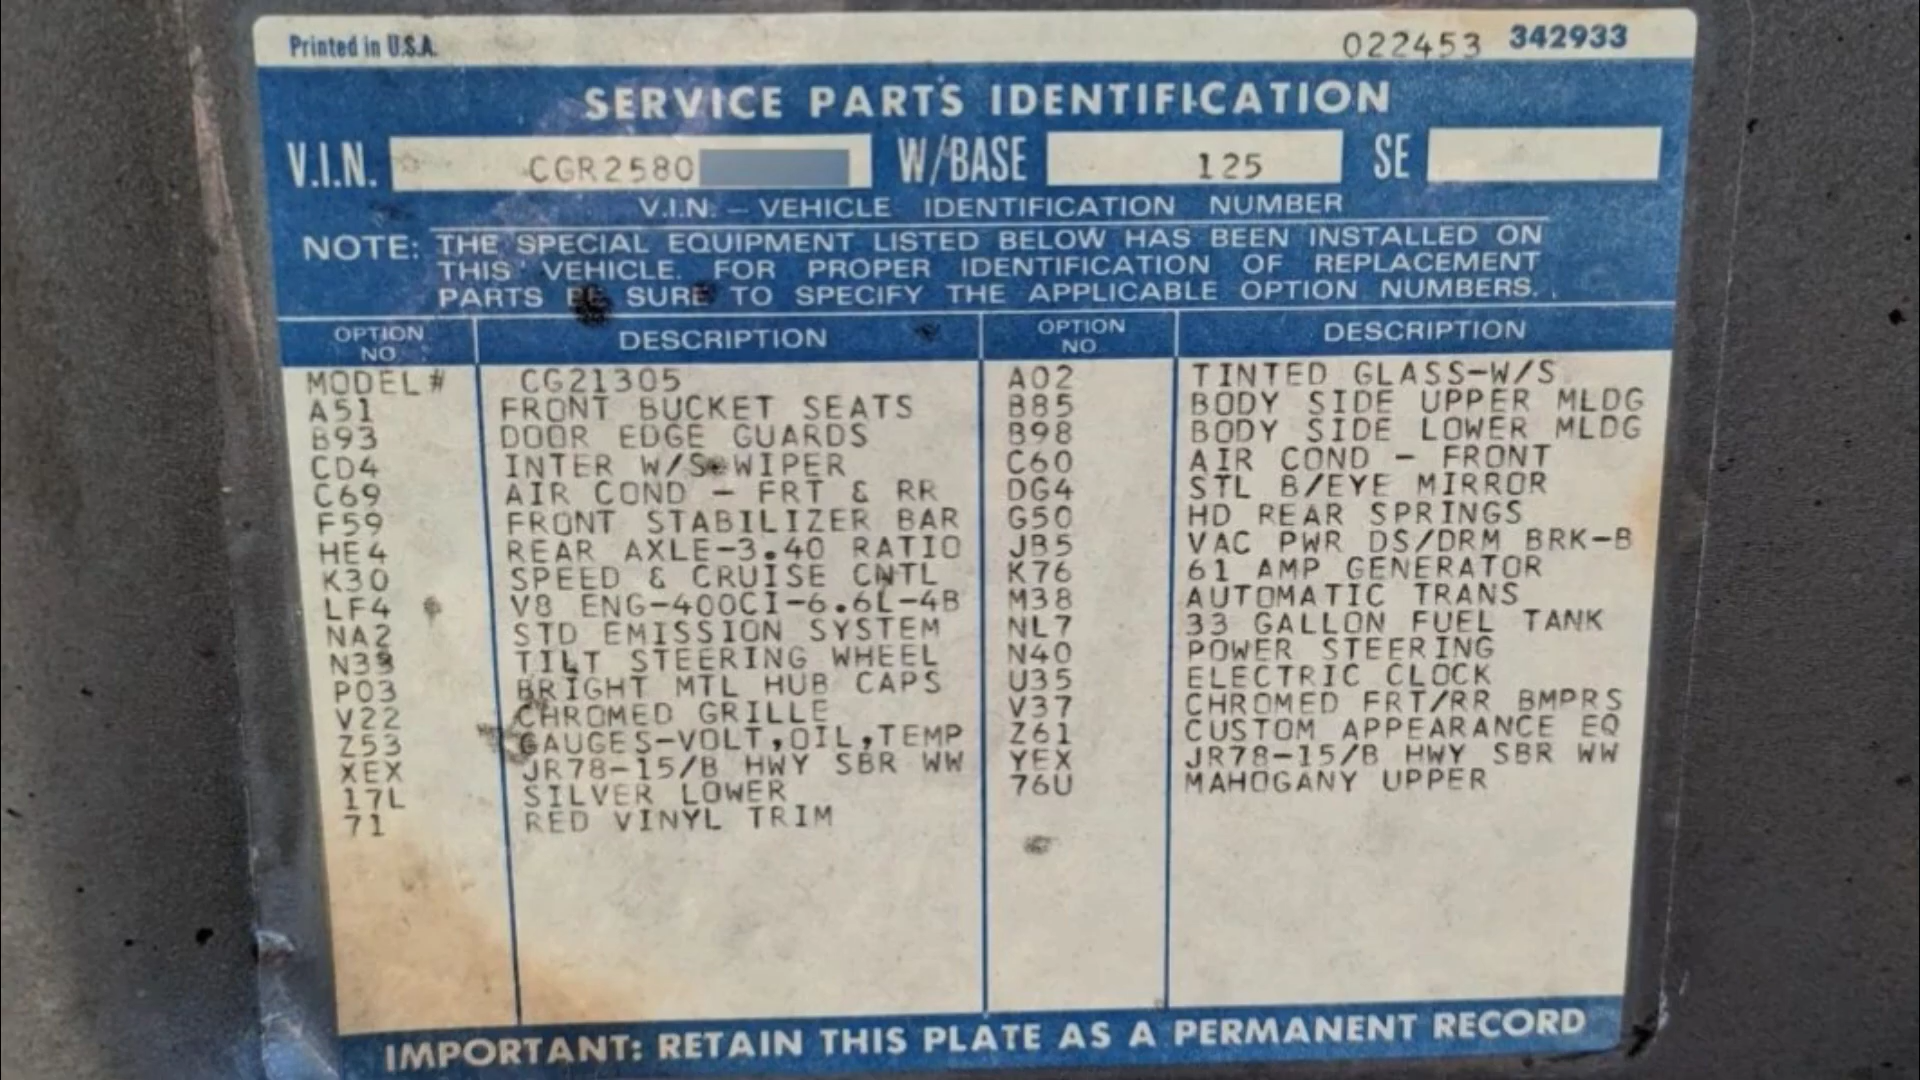 Printed in U.S.A. 022453 342933
SERVICE PARTS IDENTIFICATION
V.I.N. CGR2580 W/BASE 125 SE
V.I.N. – VEHICLE IDENTIFICATION NUMBER
NOTE: THE SPECIAL EQUIPMENT LISTED BELOW HAS BEEN INSTALLED ON
THIS VEHICLE. FOR PROPER IDENTIFICATION OF REPLACEMENT
PARTS BE SURE TO SPECIFY THE APPLICABLE OPTION NUMBERS.
OPTION NO. DESCRIPTION OPTION NO. DESCRIPTION
MODEL# CG21305 A02 TINTED GLASS-W/S
A51 FRONT BUCKET SEATS B85 BODY SIDE UPPER MLDG
B93 DOOR EDGE GUARDS B98 BODY SIDE LOWER MLDG
CD4 INTER W/S WIPER C60 AIR COND - FRONT
C69 AIR COND - FRT & RR DG4 STL B/EYE MIRROR
F59 FRONT STABILIZER BAR G50 HD REAR SPRINGS
HE4 REAR AXLE-3.40 RATIO JB5 VAC PWR DS/DRM BRK-B
K30 SPEED & CRUISE CNTL K76 61 AMP GENERATOR
LF4 V8 ENG-400CI-6.6L-4B M38 AUTOMATIC TRANS
NA2 STD EMISSION SYSTEM NL7 33 GALLON FUEL TANK
N33 TILT STEERING WHEEL N40 POWER STEERING
P03 BRIGHT MTL HUB CAPS U35 ELECTRIC CLOCK
V22 CHROMED GRILLE V37 CHROMED FRT/RR BMPRS
Z53 GAUGES-VOLT,OIL,TEMP Z61 CUSTOM APPEARANCE EQ
XEX JR78-15/B HWY SBR WW YEX JR78-15/B HWY SBR WW
17L SILVER LOWER 76U MAHOGANY UPPER
71 RED VINYL TRIM
IMPORTANT: RETAIN THIS PLATE AS A PERMANENT RECORD